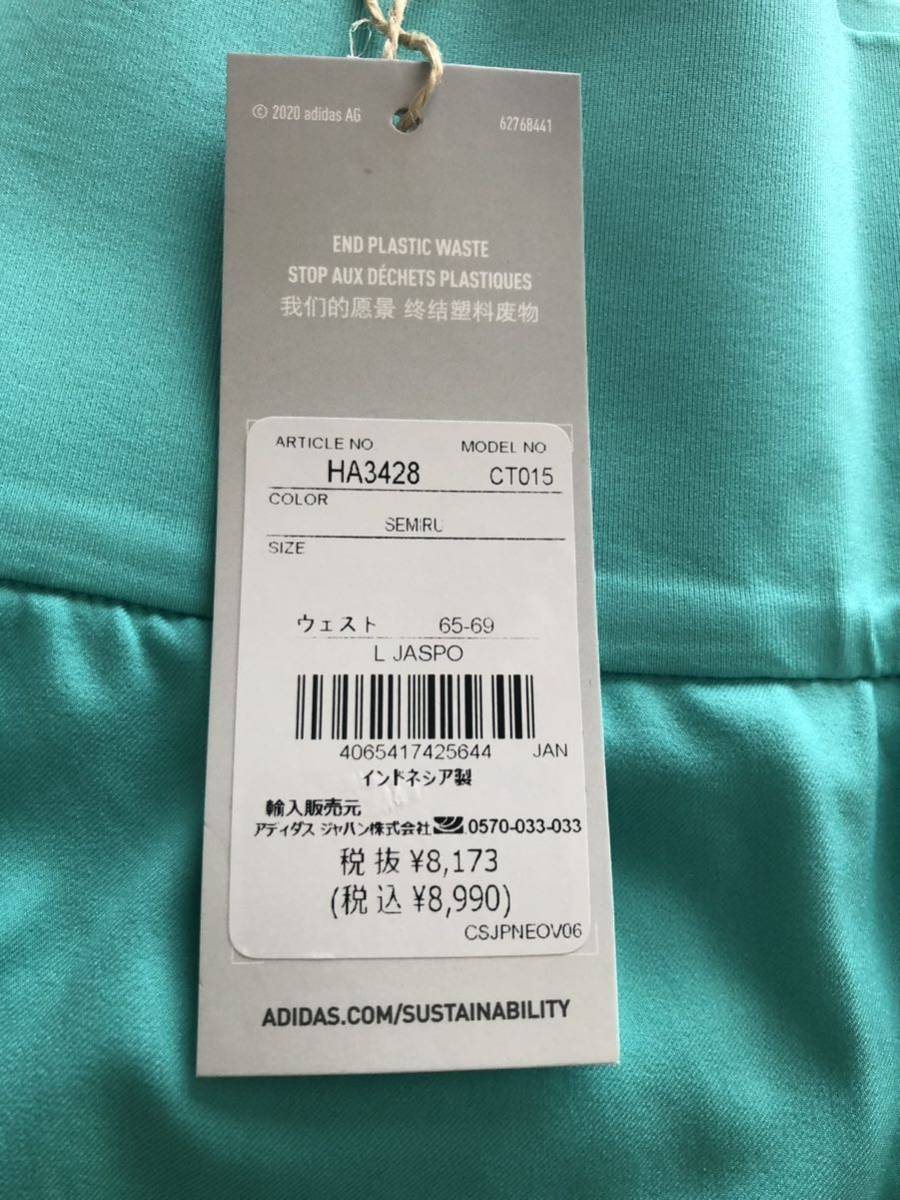 © 2020 adidas AG
62768441
END PLASTIC WASTE
STOP AUX DÉCHETS PLASTIQUES
我们的愿景 终结塑料废物
ARTICLE NO MODEL NO
HA3428 CT015
COLOR
SEMIRU
SIZE
ウェスト 65-69
L JASPO
4065417425644 JAN
インドネシア製
輸入販売元
アディダス ジャパン株式会社 0570-033-033
税抜 ¥8,173
(税込 ¥8,990)
CSJPNEOV06
ADIDAS.COM/SUSTAINABILITY